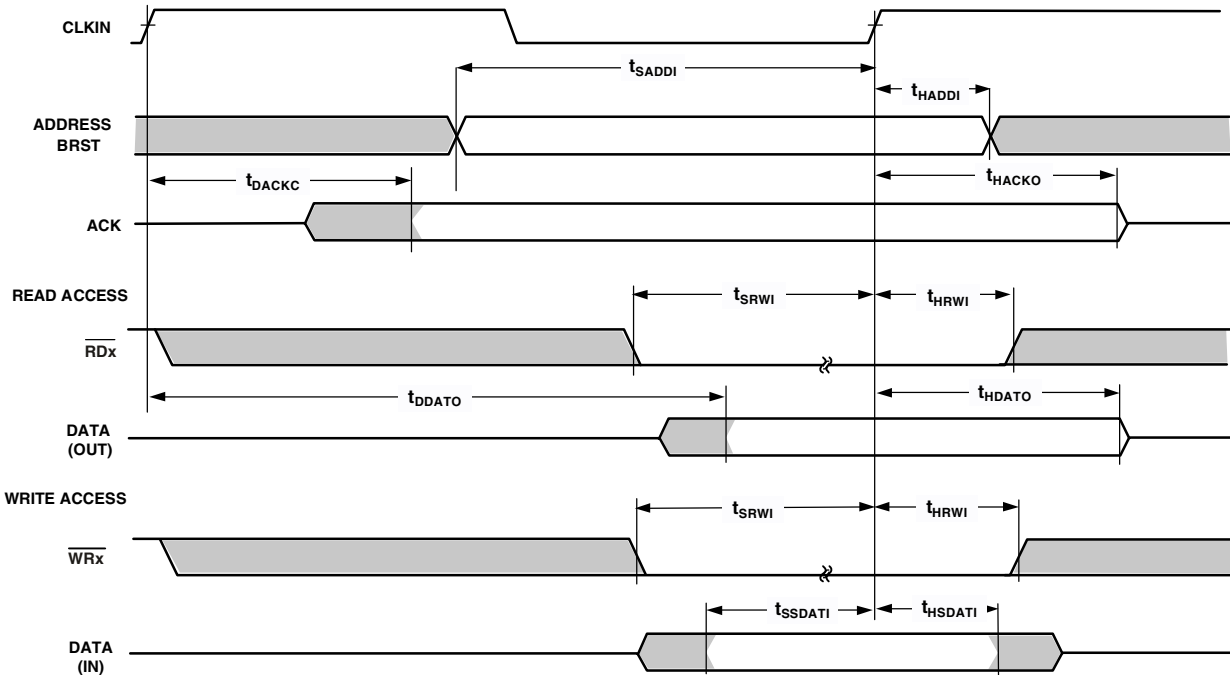 CLKIN
tSADDI
tHADDI
ADDRESS
BRST
tDACKC
tHACKO
ACK
READ ACCESS
tSRWI
tHRWI
RDx
tDDATO
tHDATO
DATA
(OUT)
WRITE ACCESS
tSRWI
tHRWI
WRx
tSSDATI
tHSDATI
DATA
(IN)